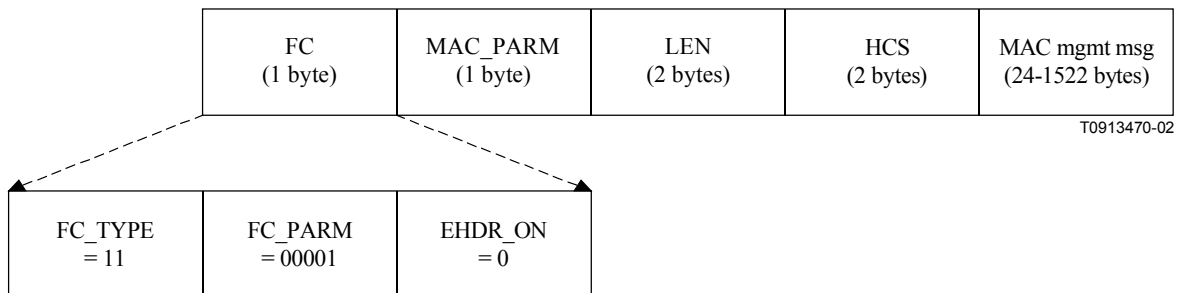 FC
(1 byte)
MAC_PARM
(1 byte)
LEN
(2 bytes)
HCS
(2 bytes)
MAC mgmt msg
(24-1522 bytes)
T0913470-02
FC_TYPE
= 11
FC_PARM
= 00001
EHDR_ON
= 0